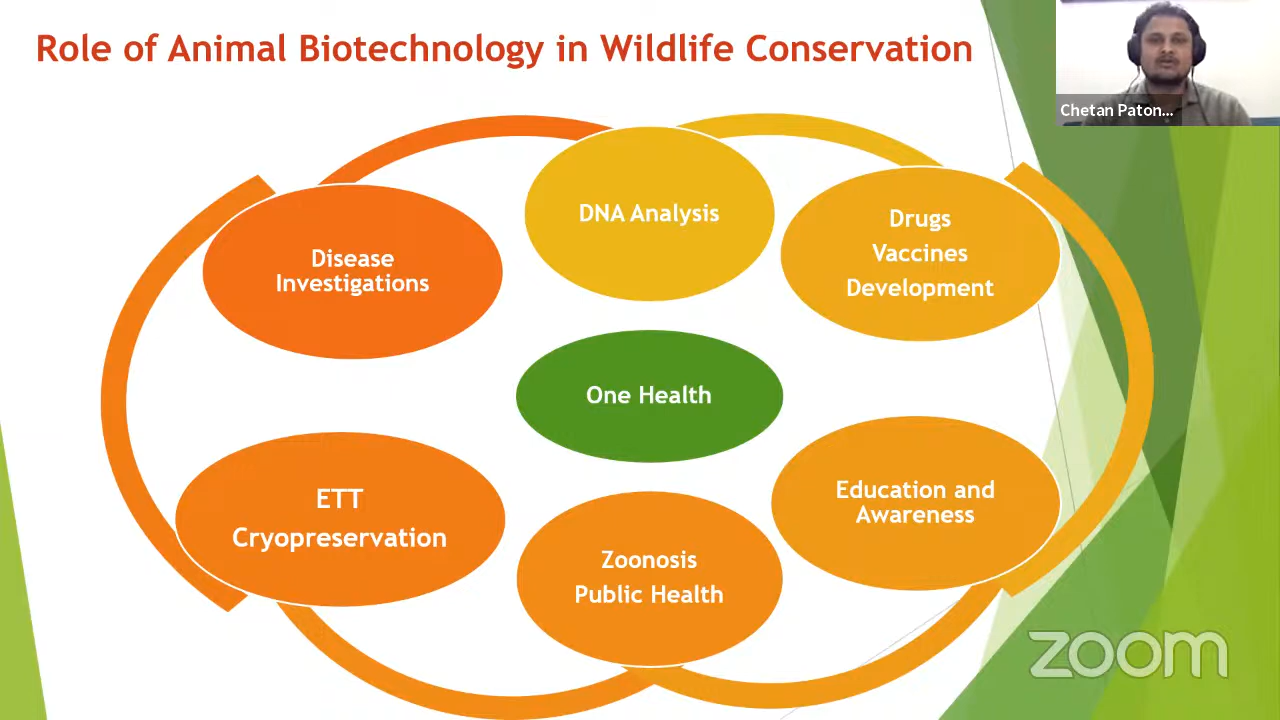 Role of Animal Biotechnology in Wildlife Conservation
Chetan Paton...
DNA Analysis
Drugs
Vaccines
Development
Disease
Investigations
One Health
Education and
Awareness
ETT
Cryopreservation
Zoonosis
Public Health
zoom